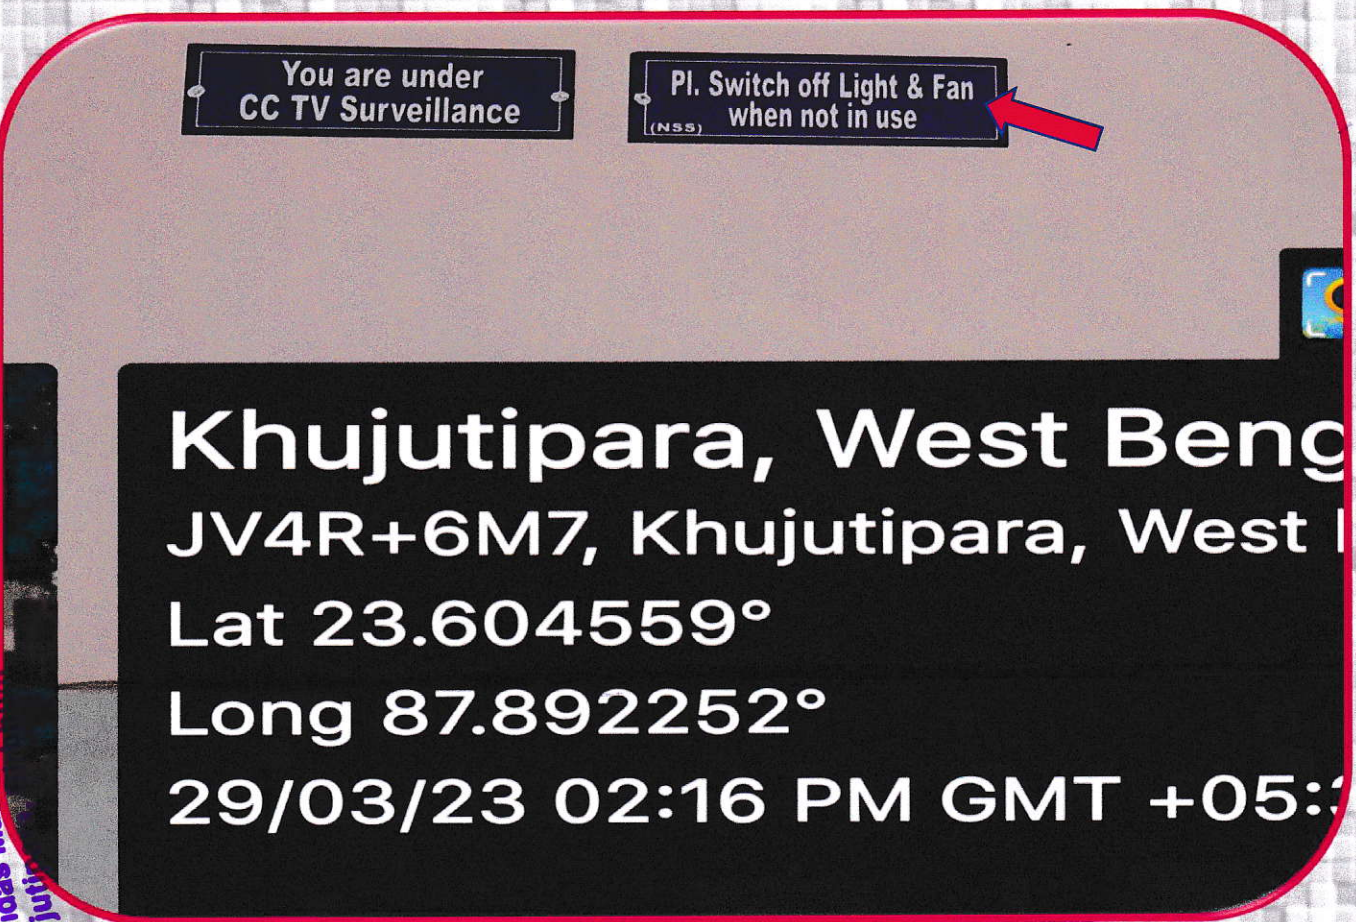 You are under
CC TV Surveillance
Pl. Switch off Light & Fan
when not in use
(NSS)
Khujutipara, West Beng
JV4R+6M7, Khujutipara, West
Lat 23.604559°
Long 87.892252°
29/03/23 02:16 PM GMT +05: